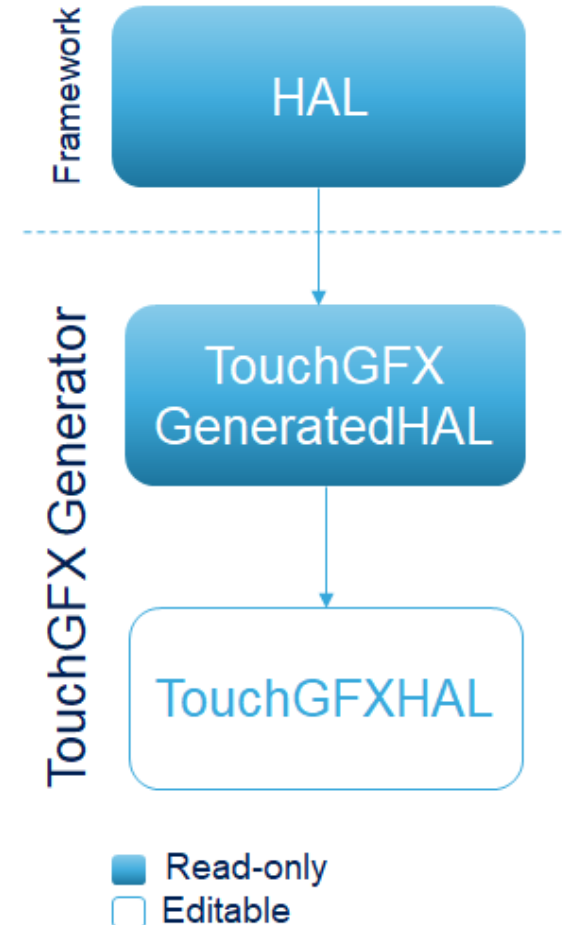 Framework
HAL
TouchGFX Generator
TouchGFX
GeneratedHAL
TouchGFXHAL
Read-only
Editable